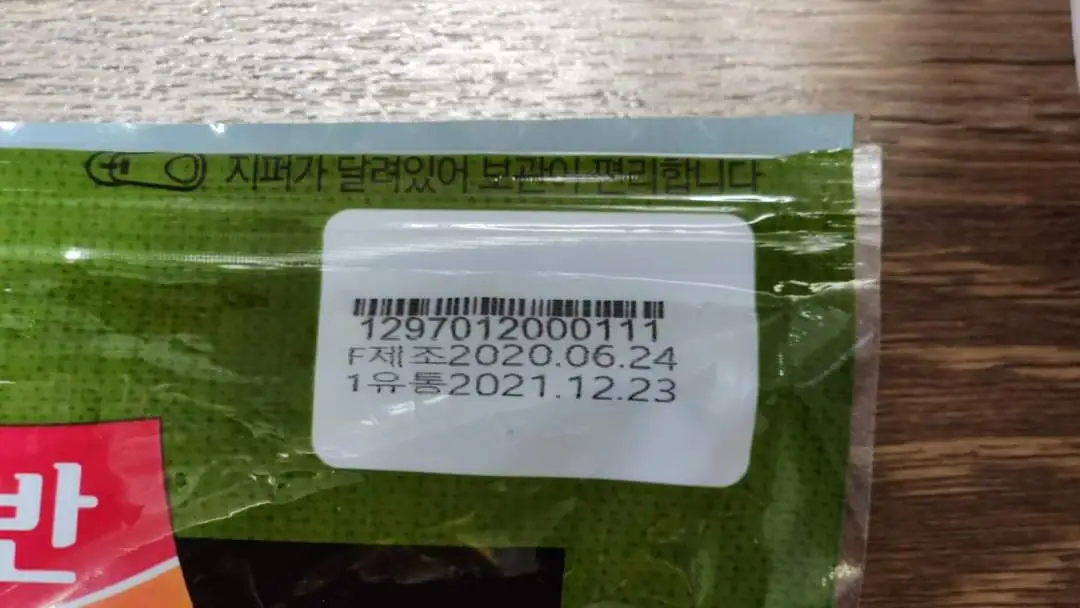 지퍼가 달려있어 보관이 편리합니다
1297012000111
F제조2020.06.24
1유통2021.12.23
반